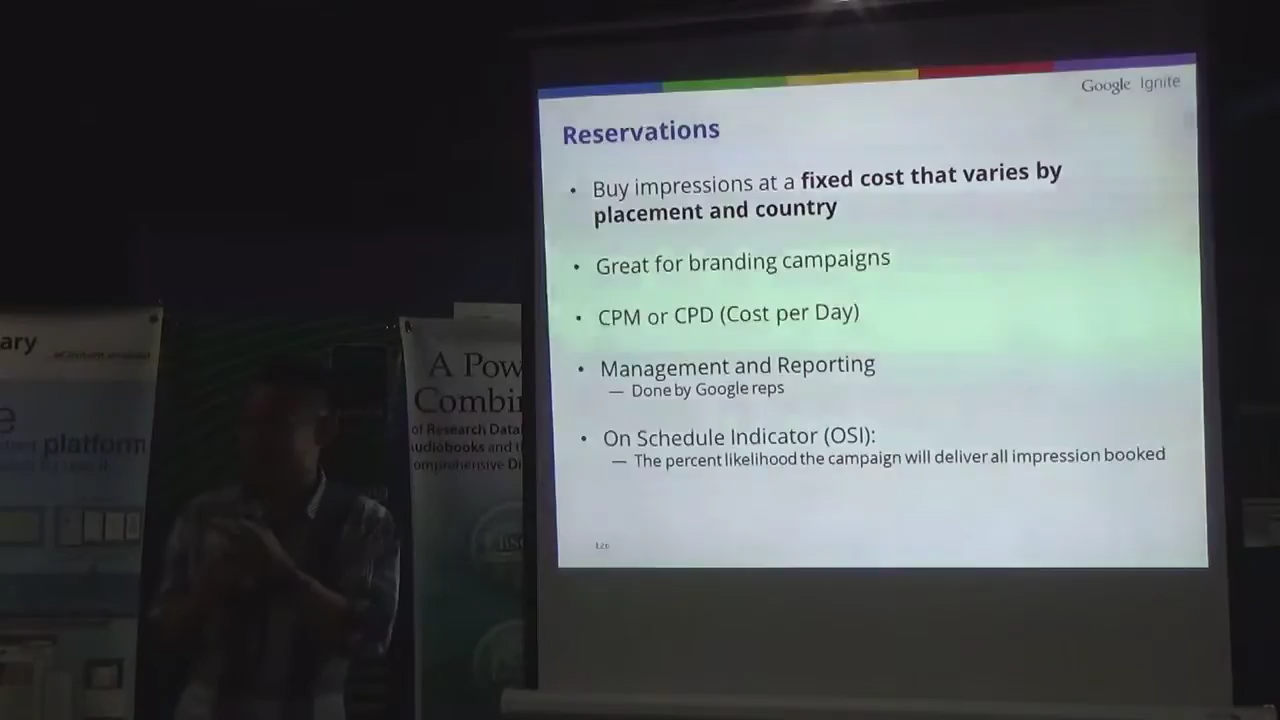 Google Ignite
Reservations
• Buy impressions at a fixed cost that varies by
placement and country
• Great for branding campaigns
• CPM or CPD (Cost per Day)
• Management and Reporting
— Done by Google reps
• On Schedule Indicator (OSI):
— The percent likelihood the campaign will deliver all impression booked
ary
e
platform
A Pow
Combi
of Research Data
udiobooks and t
omprehensive Di